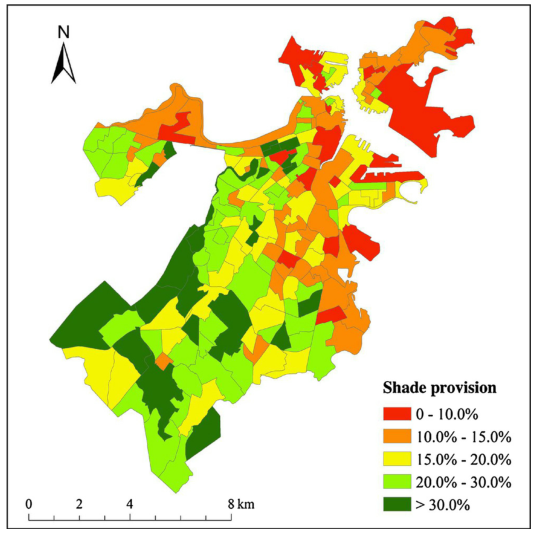 N
Shade provision
0 - 10.0%
10.0% - 15.0%
15.0% - 20.0%
20.0% - 30.0%
> 30.0%
0 2 4 8 km